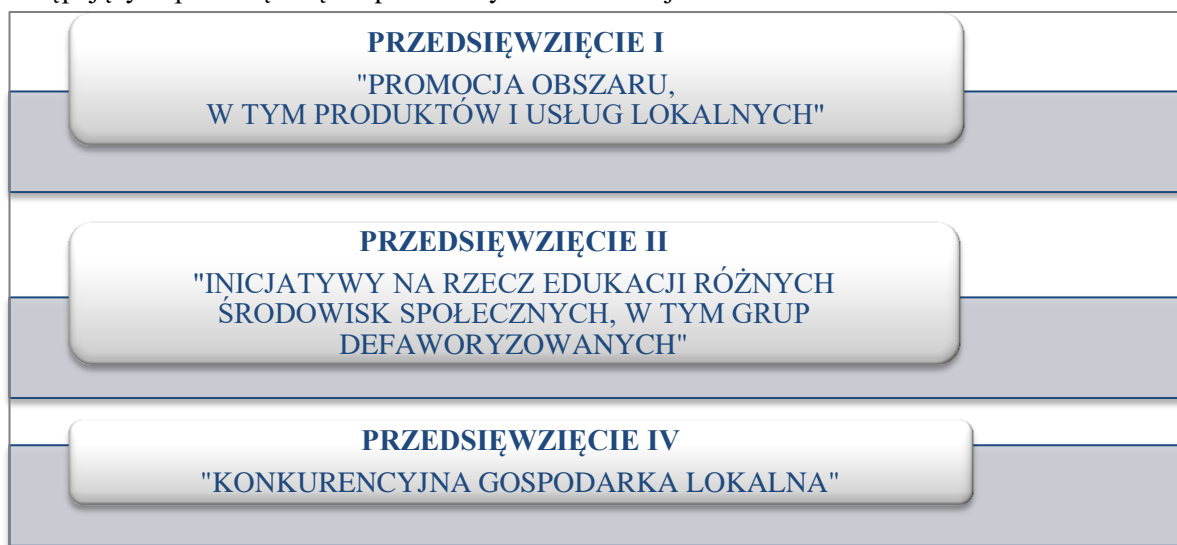 PRZEDSIĘWZIĘCIE I
"PROMOCJA OBSZARU,
W TYM PRODUKTÓW I USŁUG LOKALNYCH"
PRZEDSIĘWZIĘCIE II
"INICJATYWY NA RZECZ EDUKACJI RÓŻNYCH
ŚRODOWISK SPOŁECZNYCH, W TYM GRUP
DEFAWORYZOWANYCH"
PRZEDSIĘWZIĘCIE IV
"KONKURENCYJNA GOSPODARKA LOKALNA"